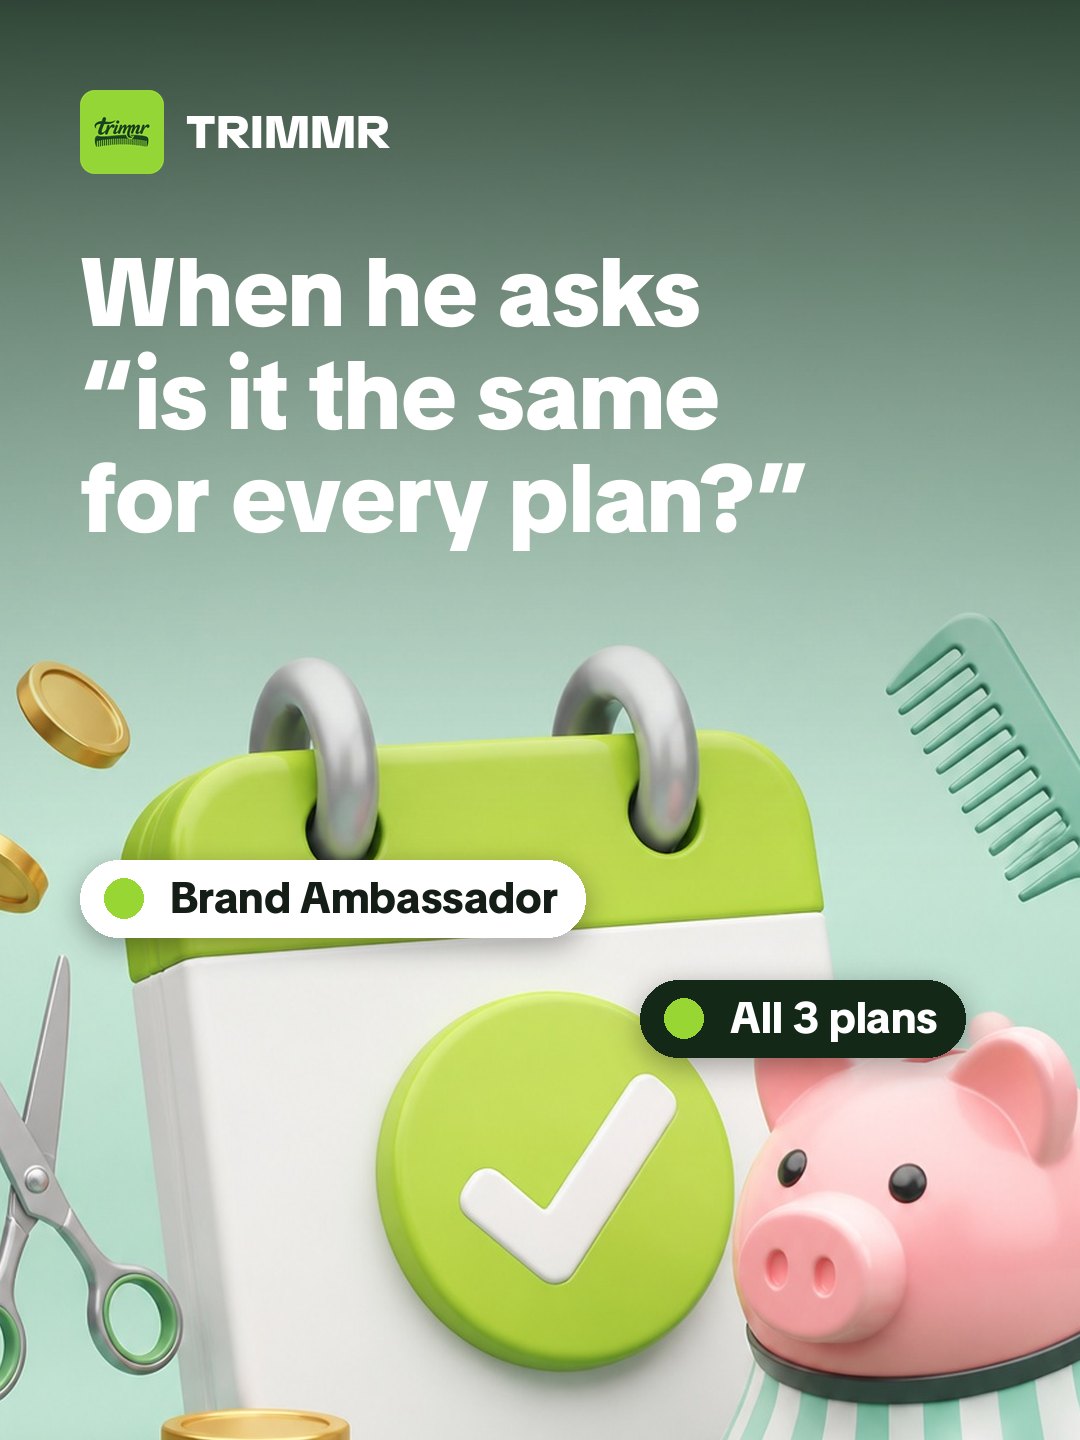 trimmr
TRIMMR
When he asks
“is it the same
for every plan?”
Brand Ambassador
All 3 plans